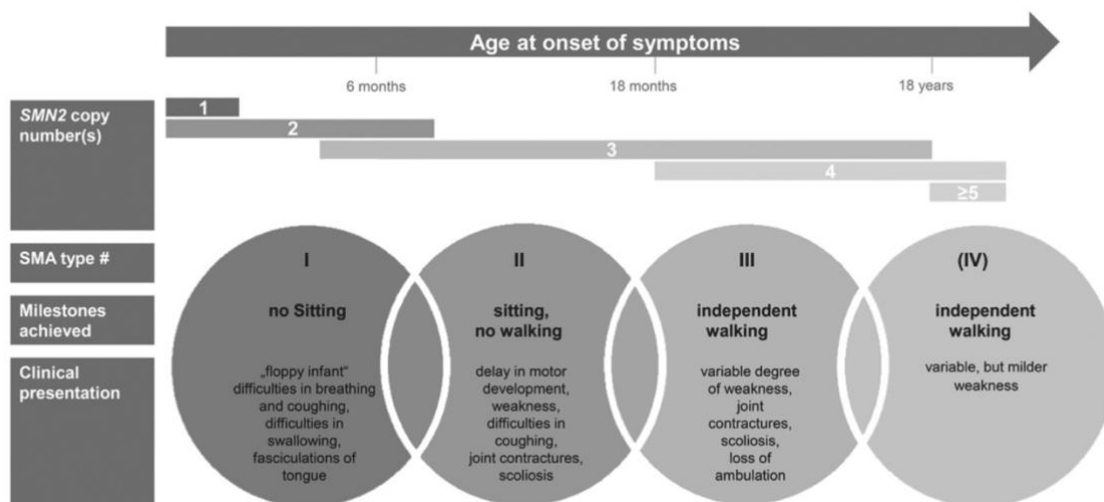 Age at onset of symptoms
6 months
18 months
18 years
SMN2 copy
number(s)
1
2
3
4
≥5
SMA type #
I
II
III
(IV)
Milestones
achieved
no Sitting
sitting,
no walking
independent
walking
independent
walking
Clinical
presentation
„floppy infant“
difficulties in breathing
and coughing,
difficulties in
swallowing,
fasciculations of
tongue
delay in motor
development,
weakness,
difficulties in
coughing,
joint contractures,
scoliosis
variable degree
of weakness,
joint
contractures,
scoliosis,
loss of
ambulation
variable, but milder
weakness